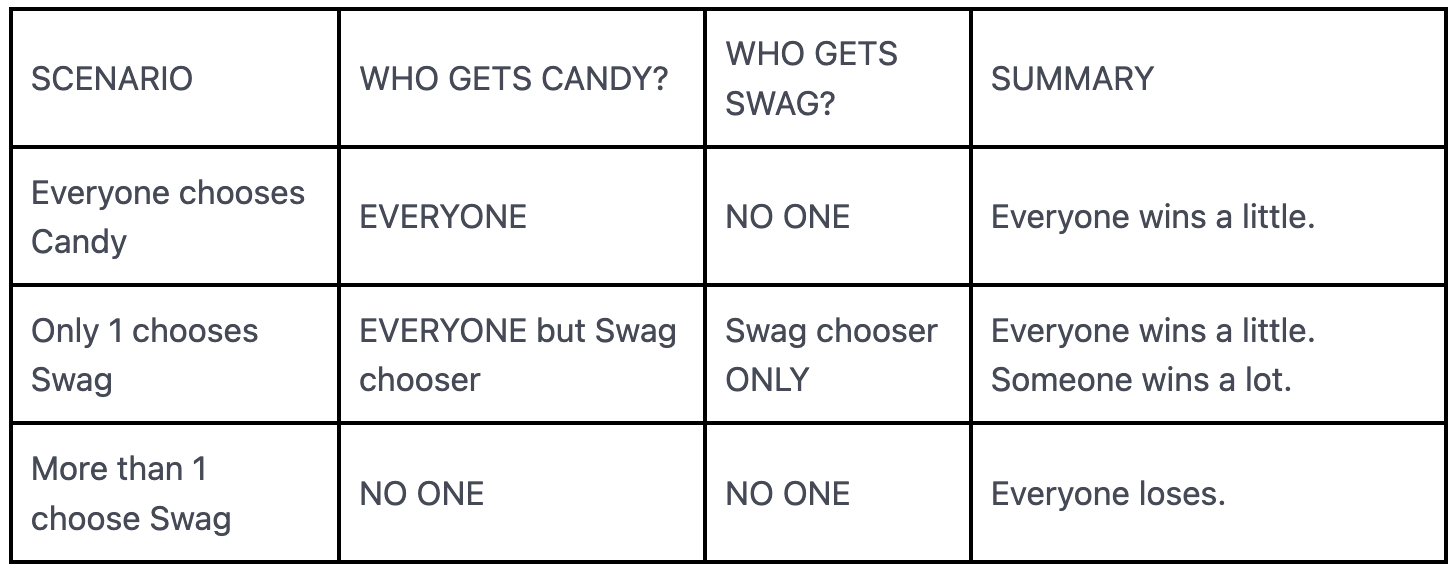 SCENARIO
WHO GETS CANDY?
WHO GETS
SWAG?
SUMMARY
Everyone chooses
Candy
EVERYONE
NO ONE
Everyone wins a little.
Only 1 chooses
Swag
EVERYONE but Swag
chooser
Swag chooser
ONLY
Everyone wins a little.
Someone wins a lot.
More than 1
choose Swag
NO ONE
NO ONE
Everyone loses.